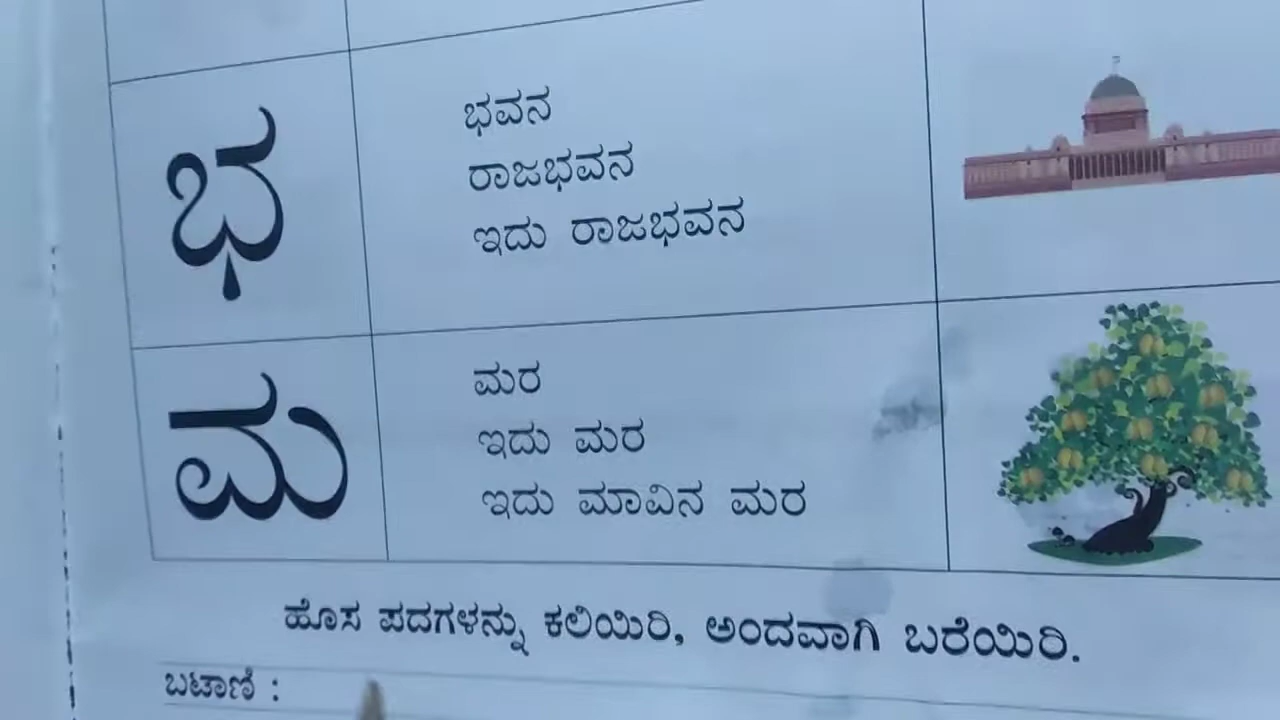 ಭ
ಭವನ
ರಾಜಭವನ
ಇದು ರಾಜಭವನ
ಮ
ಮರ
ಇದು ಮರ
ಇದು ಮಾವಿನ ಮರ
ಹೊಸ ಪದಗಳನ್ನು ಕಲಿಯಿರಿ, ಅಂದವಾಗಿ ಬರೆಯಿರಿ.
ಬಟಾಣಿ :